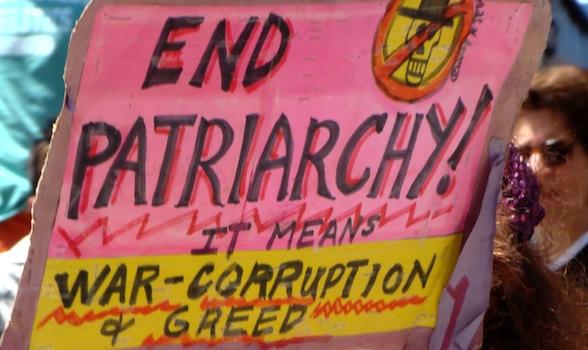 END
PATRIARCHY!
IT MEANS
WAR-CORRUPTION
& GREED